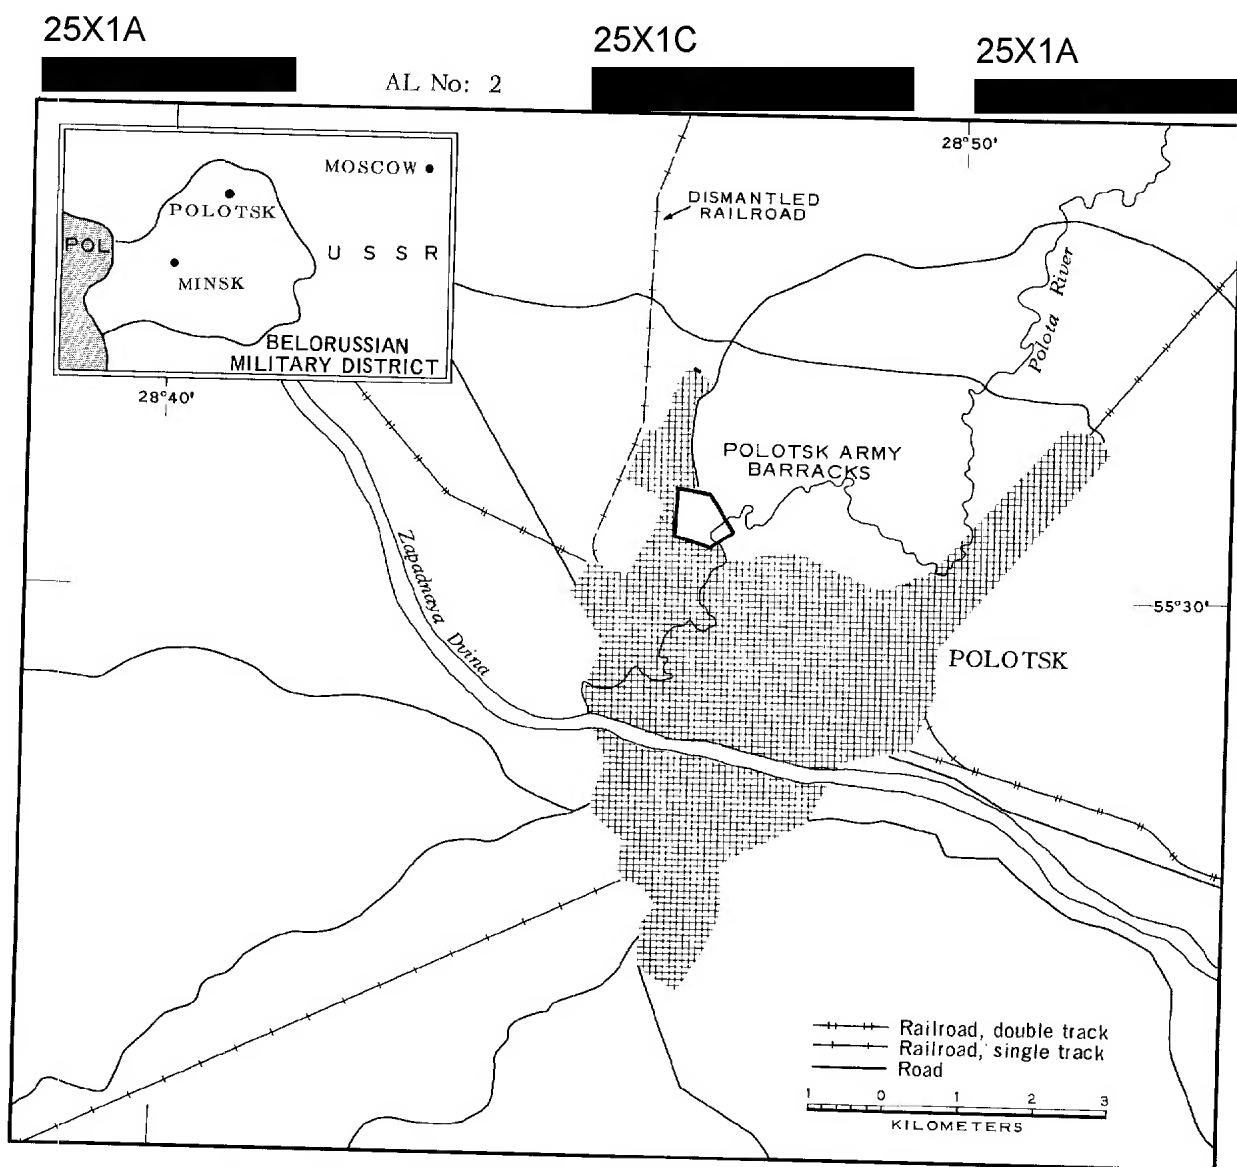 25X1A
25X1C
25X1A
AL No: 2
28°50'
MOSCOW
POLOTSK
POL
U S S R
MINSK
BELORUSSIAN
MILITARY DISTRICT
DISMANTLED
RAILROAD
Polota River
28°40'
POLOTSK ARMY
BARRACKS
Zapadnaya Dvina
55°30'
POLOTSK
Railroad, double track
Railroad, single track
Road
1 0 1 2 3
KILOMETERS